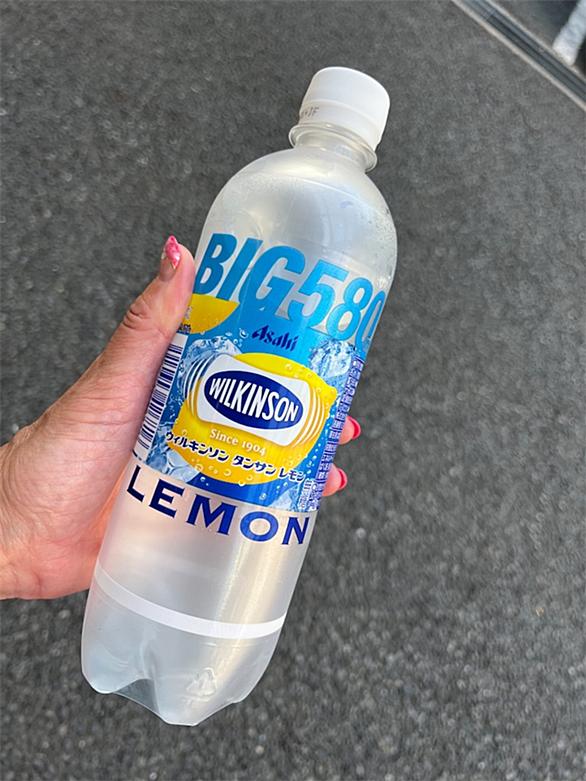 BIG580
Asahi
WILKINSON
Since 1904
ウィルキンソン タンサン レモン
LEMON